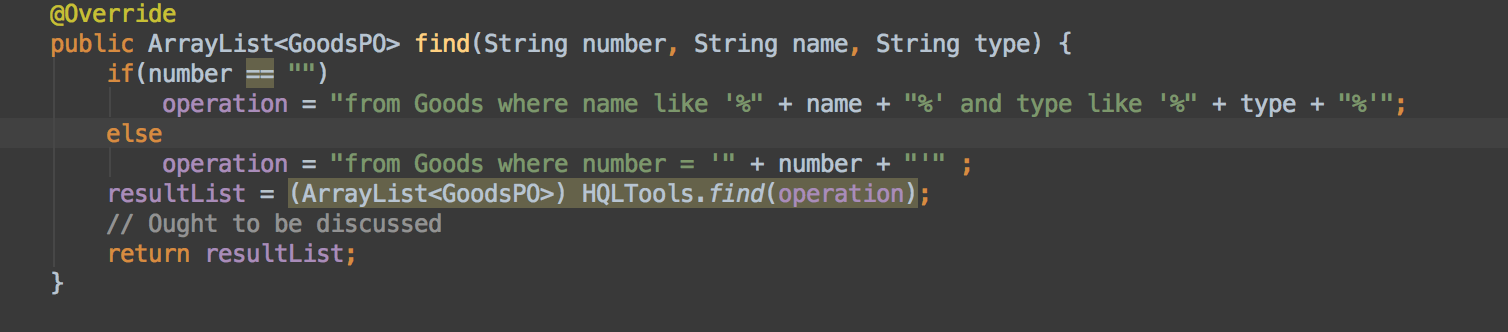 @Override
public ArrayList<GoodsPO> find(String number, String name, String type) {
if(number == "")
operation = "from Goods where name like '%" + name + "%' and type like '%" + type + "%'";
else
operation = "from Goods where number = '" + number + "'" ;
resultList = (ArrayList<GoodsPO>) HQLTools.find(operation);
// Ought to be discussed
return resultList;
}